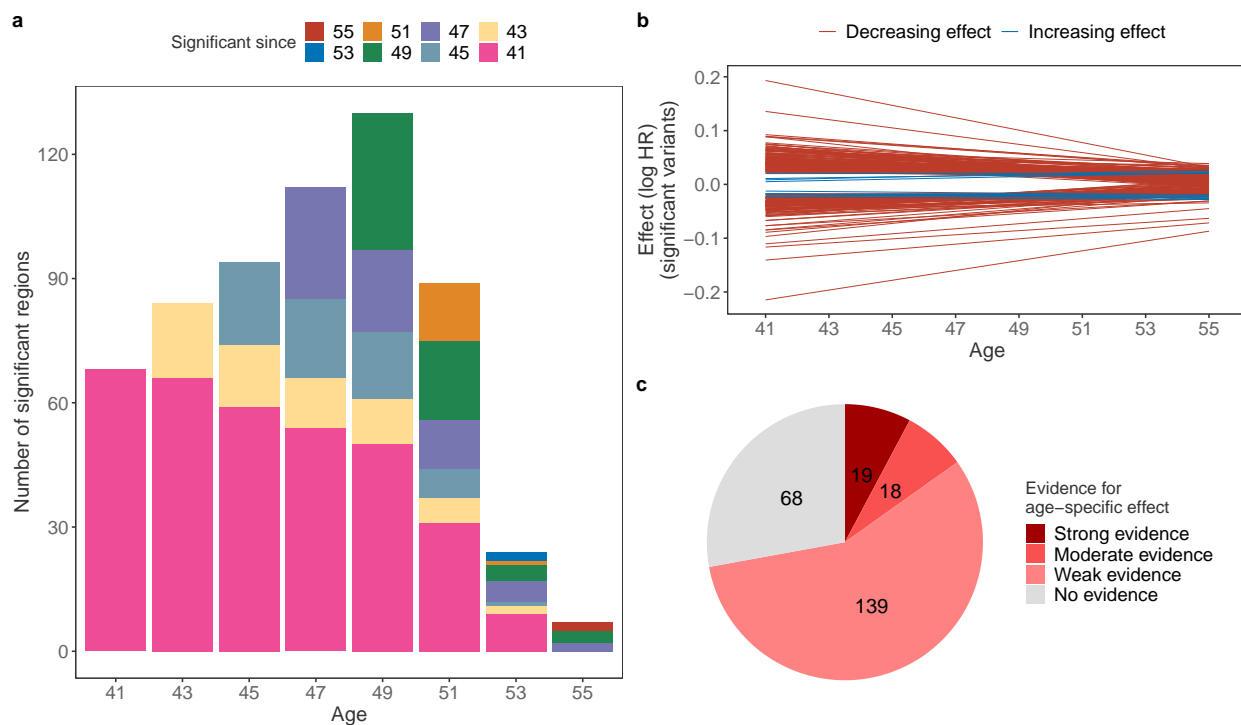 a
Significant since
55 51 47 43
53 49 45 41
Number of significant regions
120
90
60
30
0
41 43 45 47 49 51 53 55
Age
b
Decreasing effect Increasing effect
Effect (log HR)
(significant variants)
0.2
0.1
0.0
−0.1
−0.2
41 43 45 47 49 51 53 55
Age
c
19
18
68
139
Evidence for
age−specific effect
Strong evidence
Moderate evidence
Weak evidence
No evidence